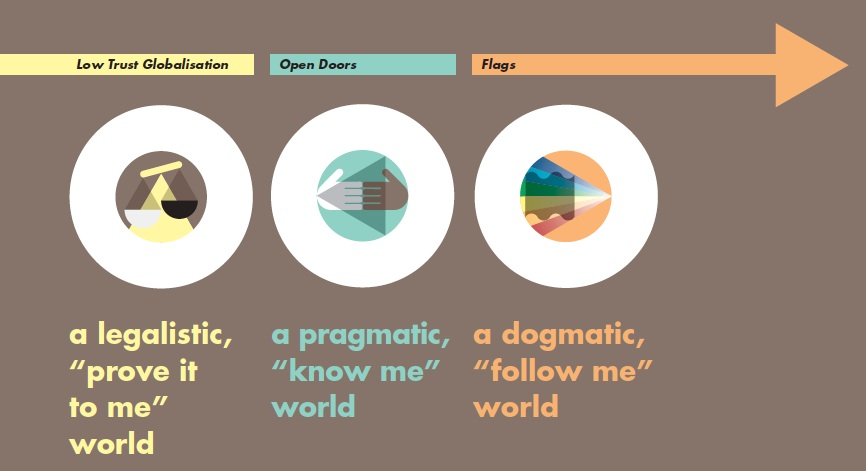 Low Trust Globalisation
Open Doors
Flags
a legalistic,
“prove it
to me”
world
a pragmatic,
“know me”
world
a dogmatic,
“follow me”
world